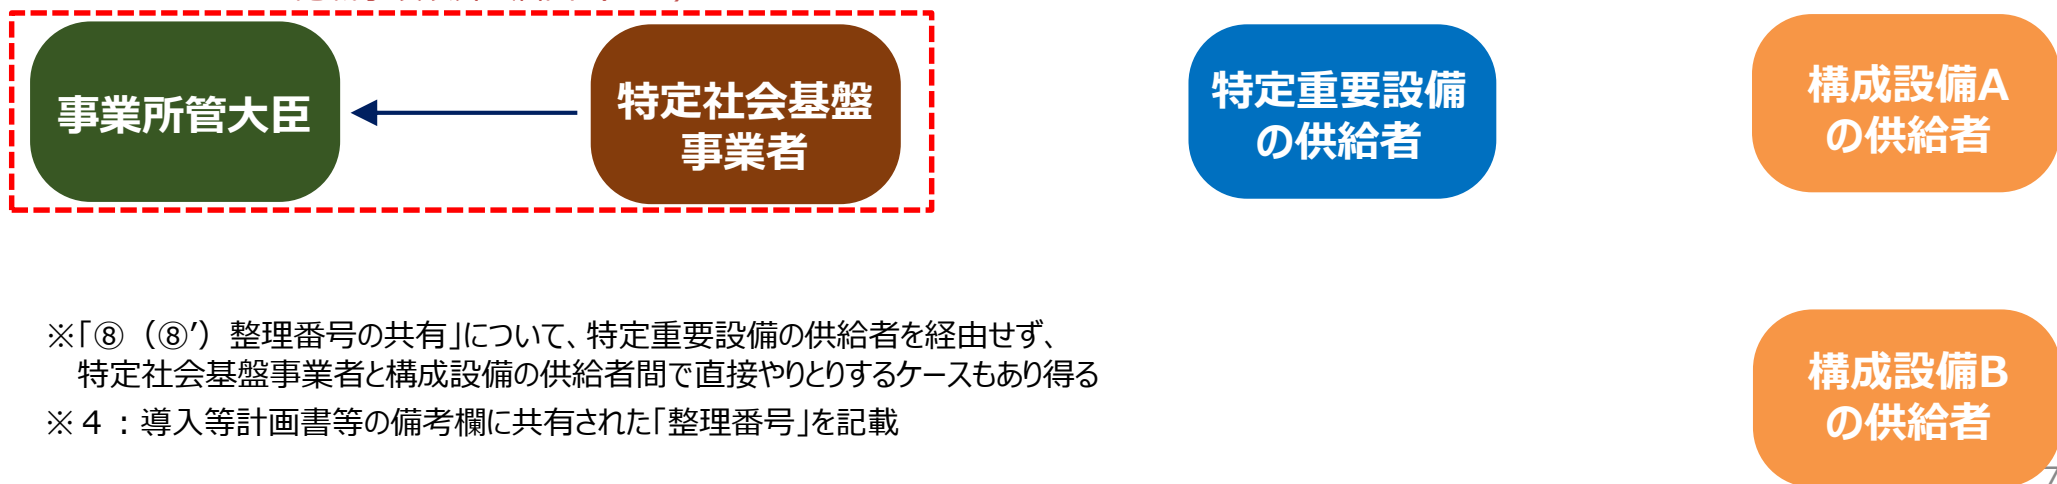 事業所管大臣
特定社会基盤
事業者
特定重要設備
の供給者
構成設備A
の供給者
※「⑧（⑧’）整理番号の共有」について、特定重要設備の供給者を経由せず、
特定社会基盤事業者と構成設備の供給者間で直接やりとりするケースもあり得る
※４：導入等計画書等の備考欄に共有された「整理番号」を記載
構成設備B
の供給者
7